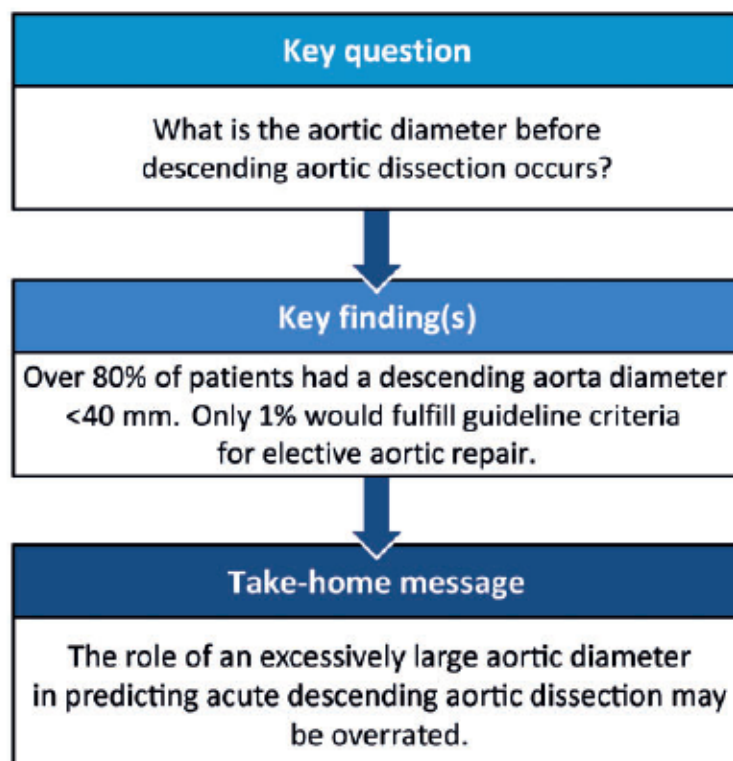 Key question
What is the aortic diameter before
descending aortic dissection occurs?
Key finding(s)
Over 80% of patients had a descending aorta diameter
<40 mm. Only 1% would fulfill guideline criteria
for elective aortic repair.
Take-home message
The role of an excessively large aortic diameter
in predicting acute descending aortic dissection may
be overrated.